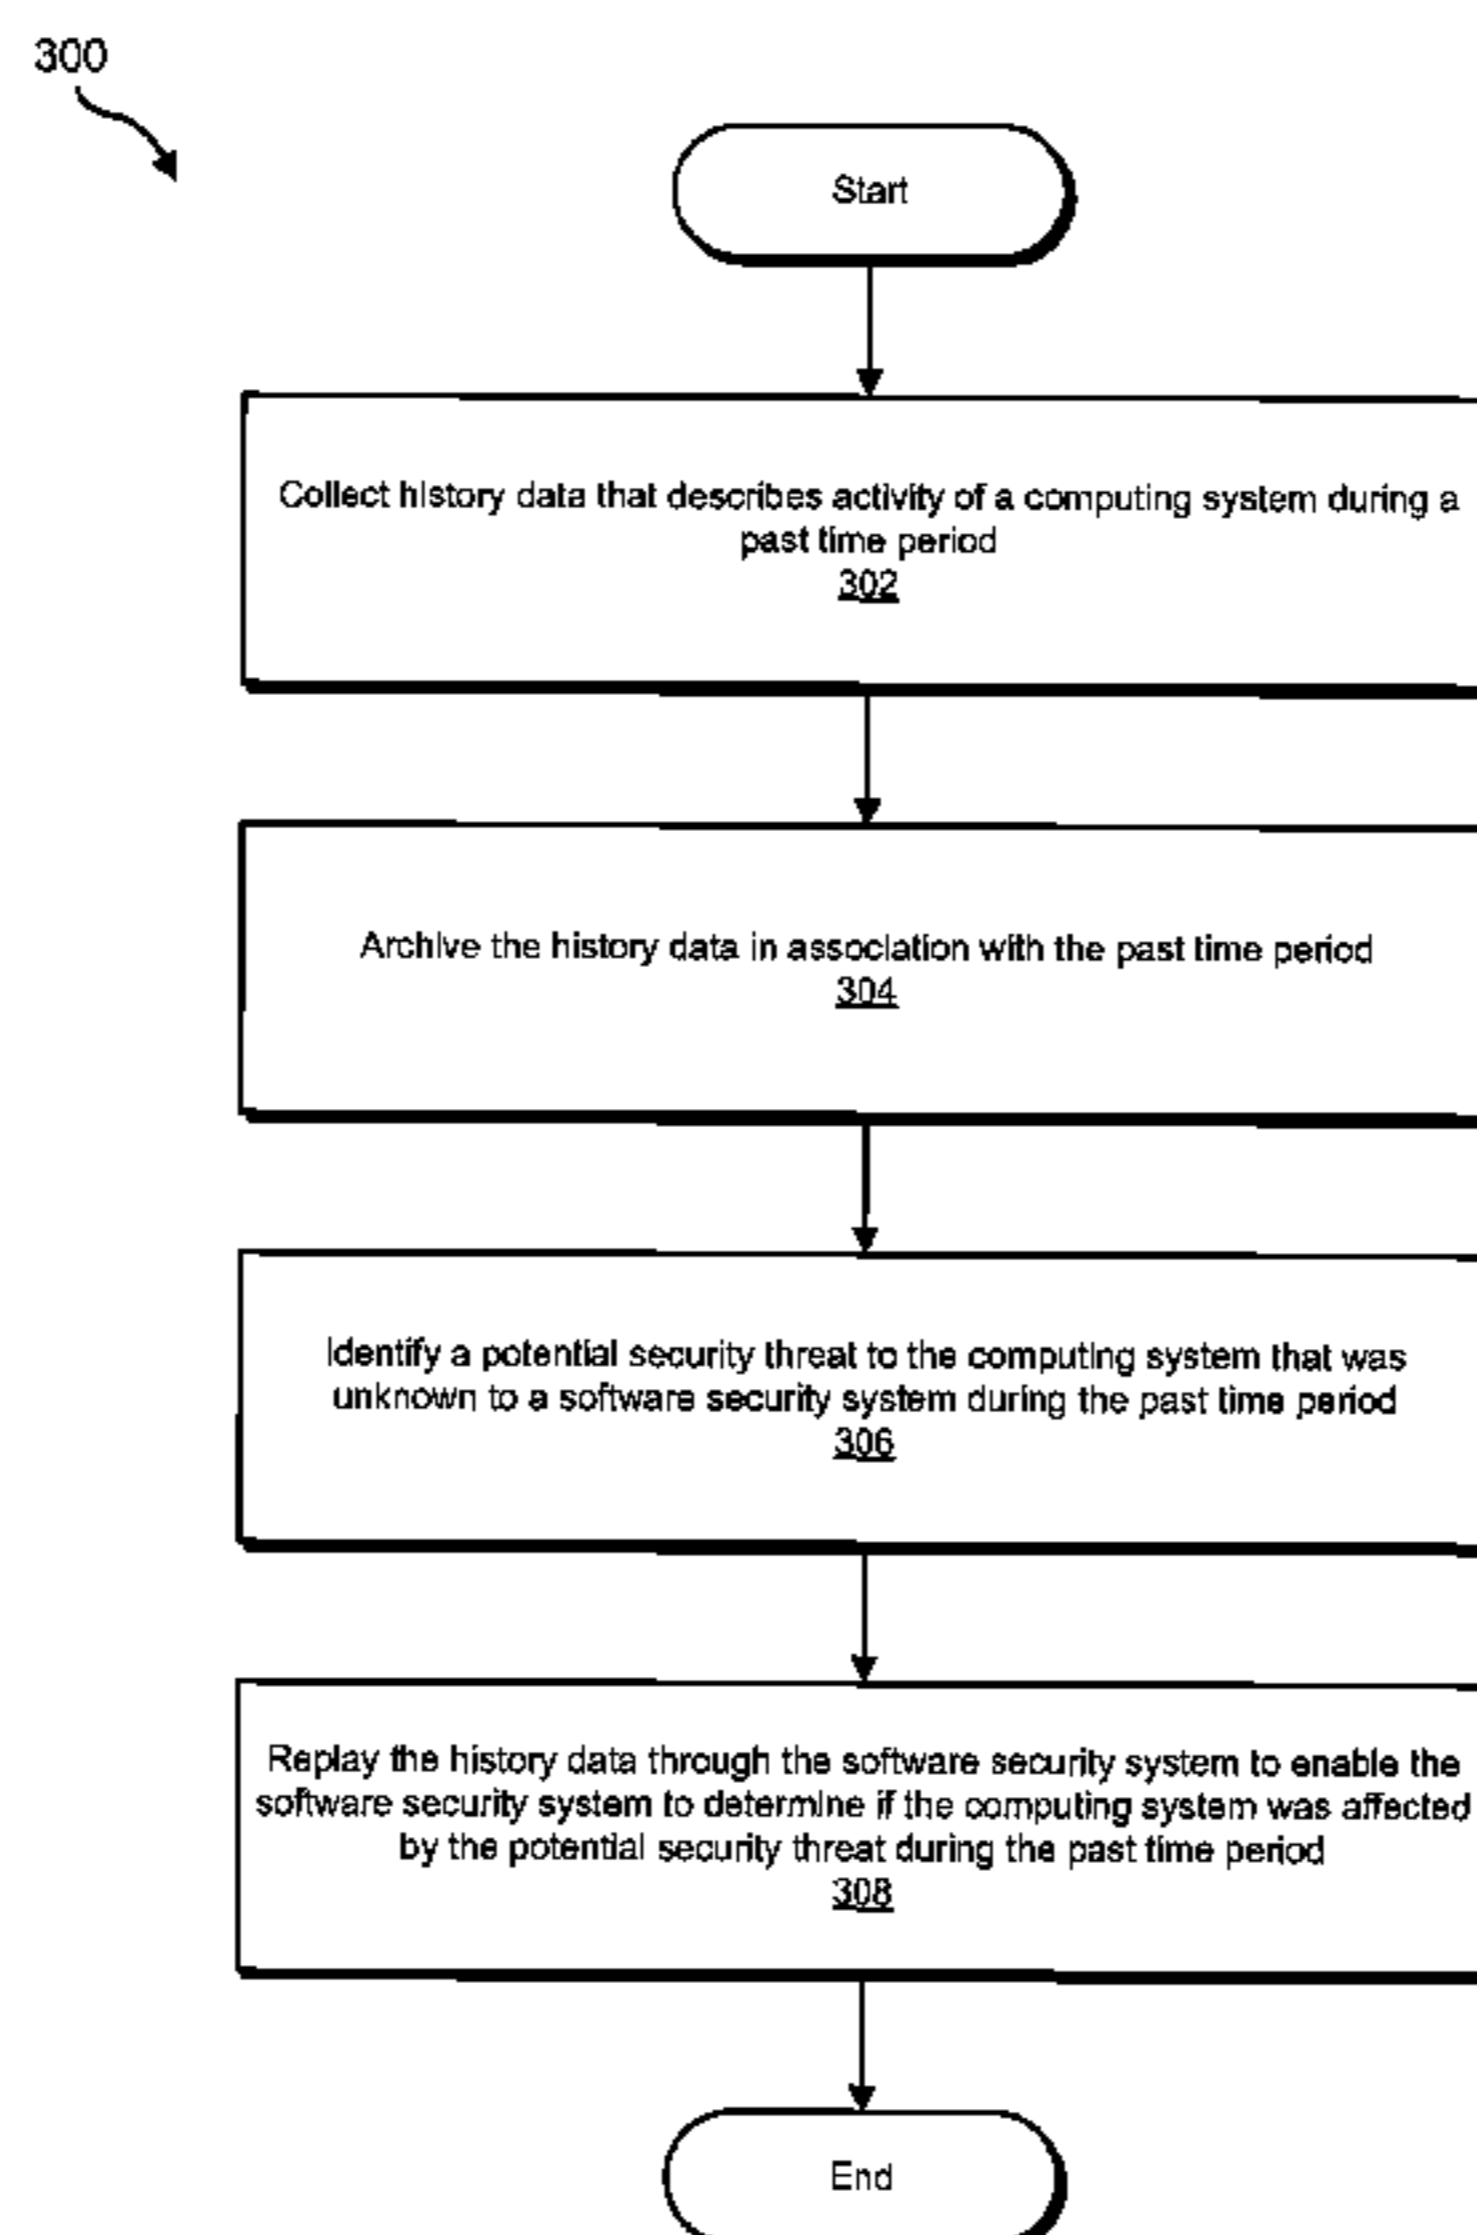 300
Start
Collect history data that describes activity of a computing system during a
past time period
302
Archive the history data in association with the past time period
304
Identify a potential security threat to the computing system that was
unknown to a software security system during the past time period
306
Replay the history data through the software security system to enable the
software security system to determine if the computing system was affected
by the potential security threat during the past time period
308
End